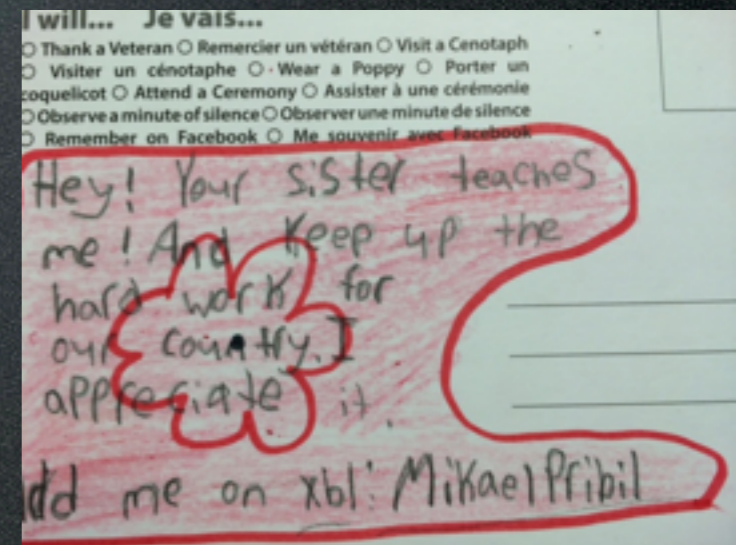 I will... Je vais...
O Thank a Veteran O Remercier un vétéran O Visit a Cenotaph
O Visiter un cénotaphe O Wear a Poppy O Porter un
coquelicot O Attend a Ceremony O Assister à une cérémonie
O Observe a minute of silence O Observer une minute de silence
O Remember on Facebook O Me souvenir avec Facebook
Hey! Your sister teaches
me! And Keep up the
hard work for
our country. I
appreciate it.
dd me on xbl: MikaelPribil